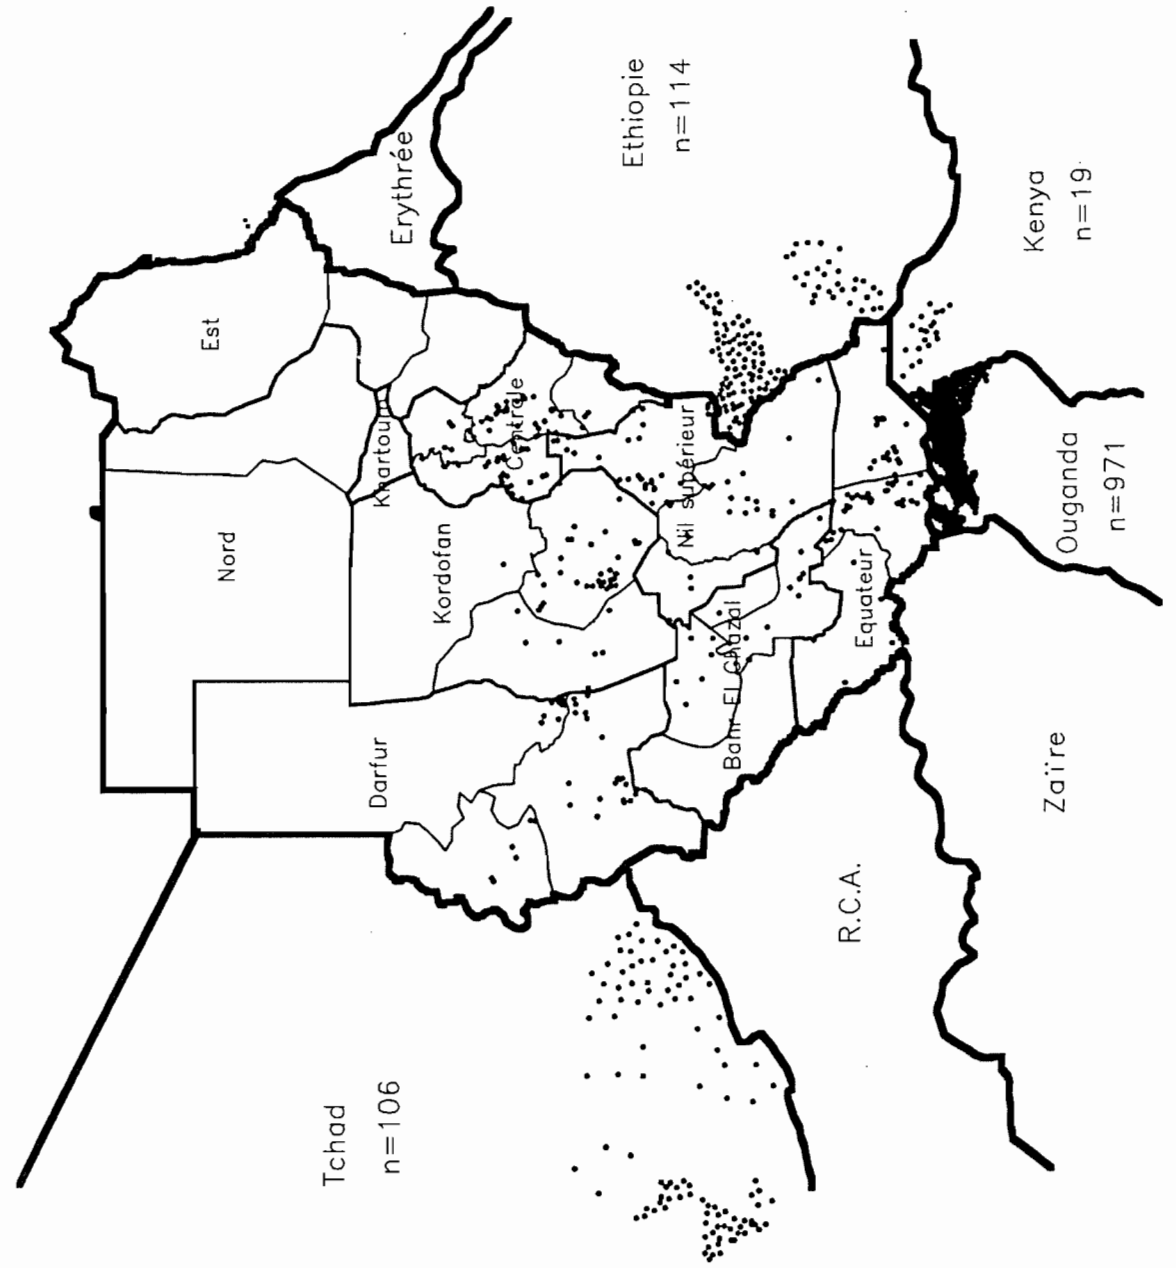 Erythrée
Ethiopie
n=114
Kenya
n=19
Est
Nord
Khartoum
Centrale
Kordofan
Nil supérieur
Darfur
Bahr El Ghazal
Equateur
Ouganda
n=971
Tchad
n=106
R.C.A.
Zaïre